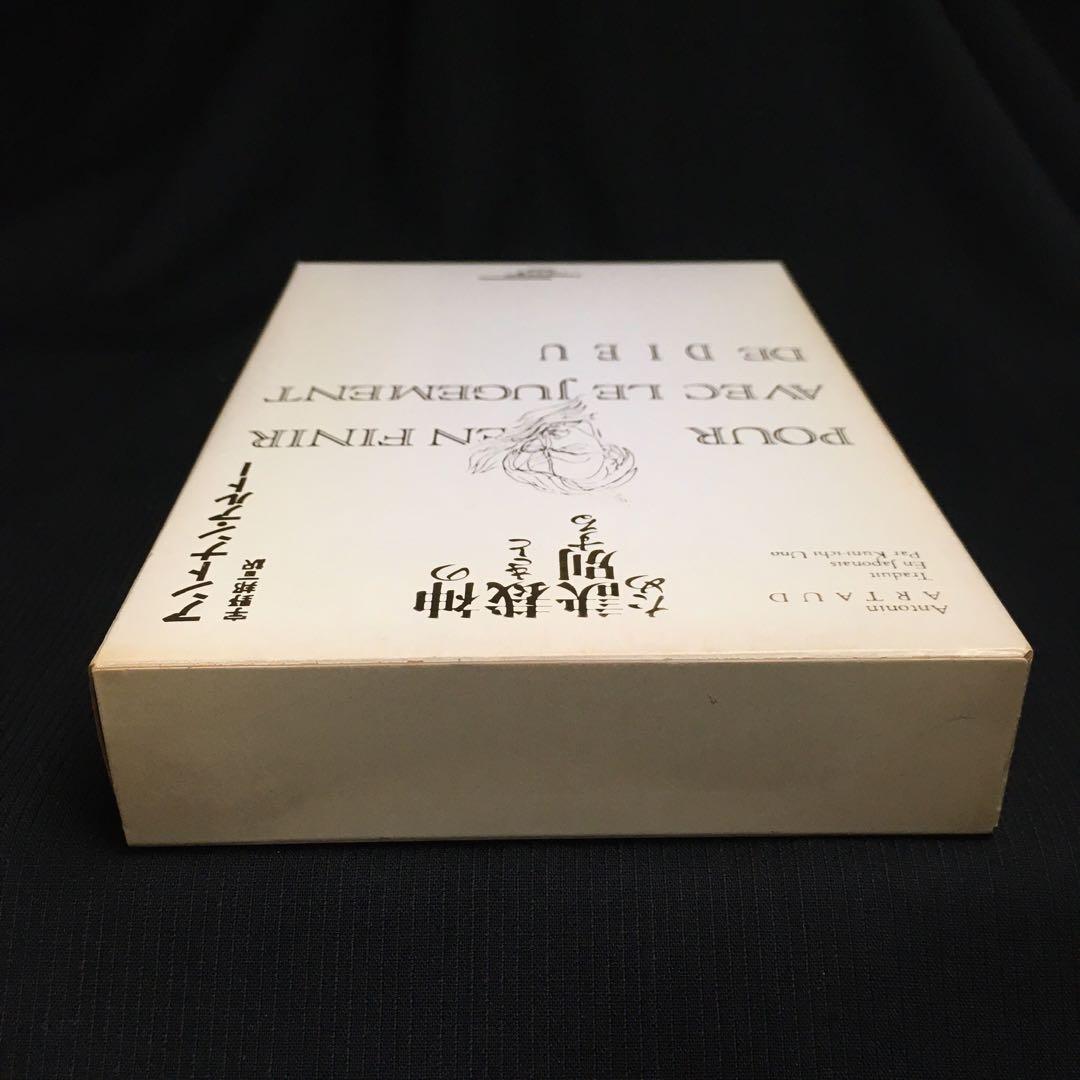 Antonin
ARTAUD
Traduit
En Japonais
Par Kuni-ichi Uno
神の
裁きと
訣別する
ため
アントナン・アルトー
宇野邦一訳
POUR EN FINIR
AVEC LE JUGEMENT
DE DIEU